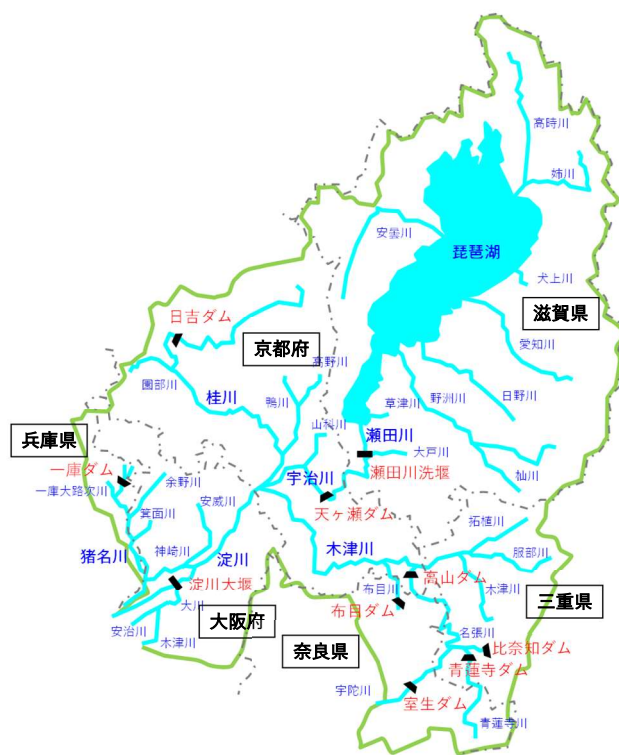 高時川
姉川
安曇川
琵琶湖
犬上川
滋賀県
日吉ダム
京都府
高野川
愛知川
園部川
桂川
鴨川
山科川
草津川
野洲川
日野川
兵庫県
瀬田川
大戸川
一庫ダム
余野川
宇治川
瀬田川洗堰
杣川
一庫大路次川
安威川
天ヶ瀬ダム
箕面川
拓植川
木津川
服部川
猪名川
神崎川
淀川
淀川大堰
布目川
高山ダム
木津川
大川
布目ダム
三重県
大阪府
安治川
木津川
奈良県
名張川
比奈知ダム
青蓮寺ダム
宇陀川
室生ダム
青蓮寺川